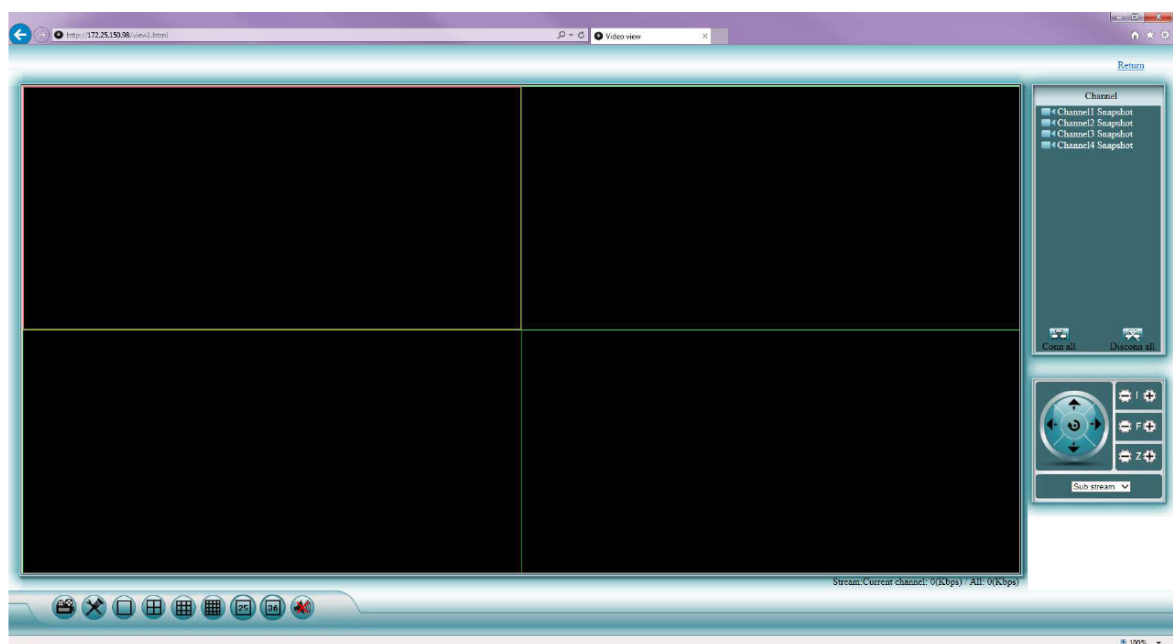 http://172.25.150.98/view1.html
Video view
Return
Channel
Channel1 Snapshot
Channel2 Snapshot
Channel3 Snapshot
Channel4 Snapshot
Conn all Disconn all
I
F
Z
Sub stream
Stream:Current channel: 0(Kbps) / All: 0(Kbps)
25 36
100%